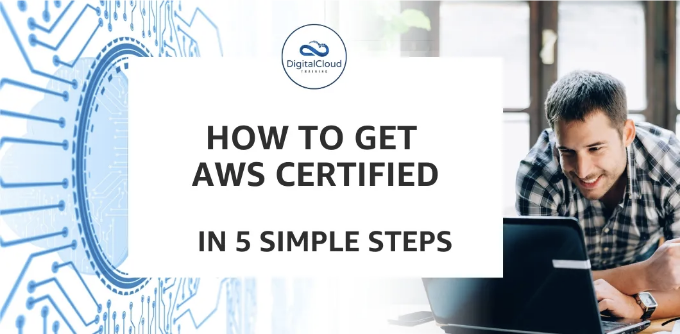 DigitalCloud
TRAINING
HOW TO GET
AWS CERTIFIED
IN 5 SIMPLE STEPS